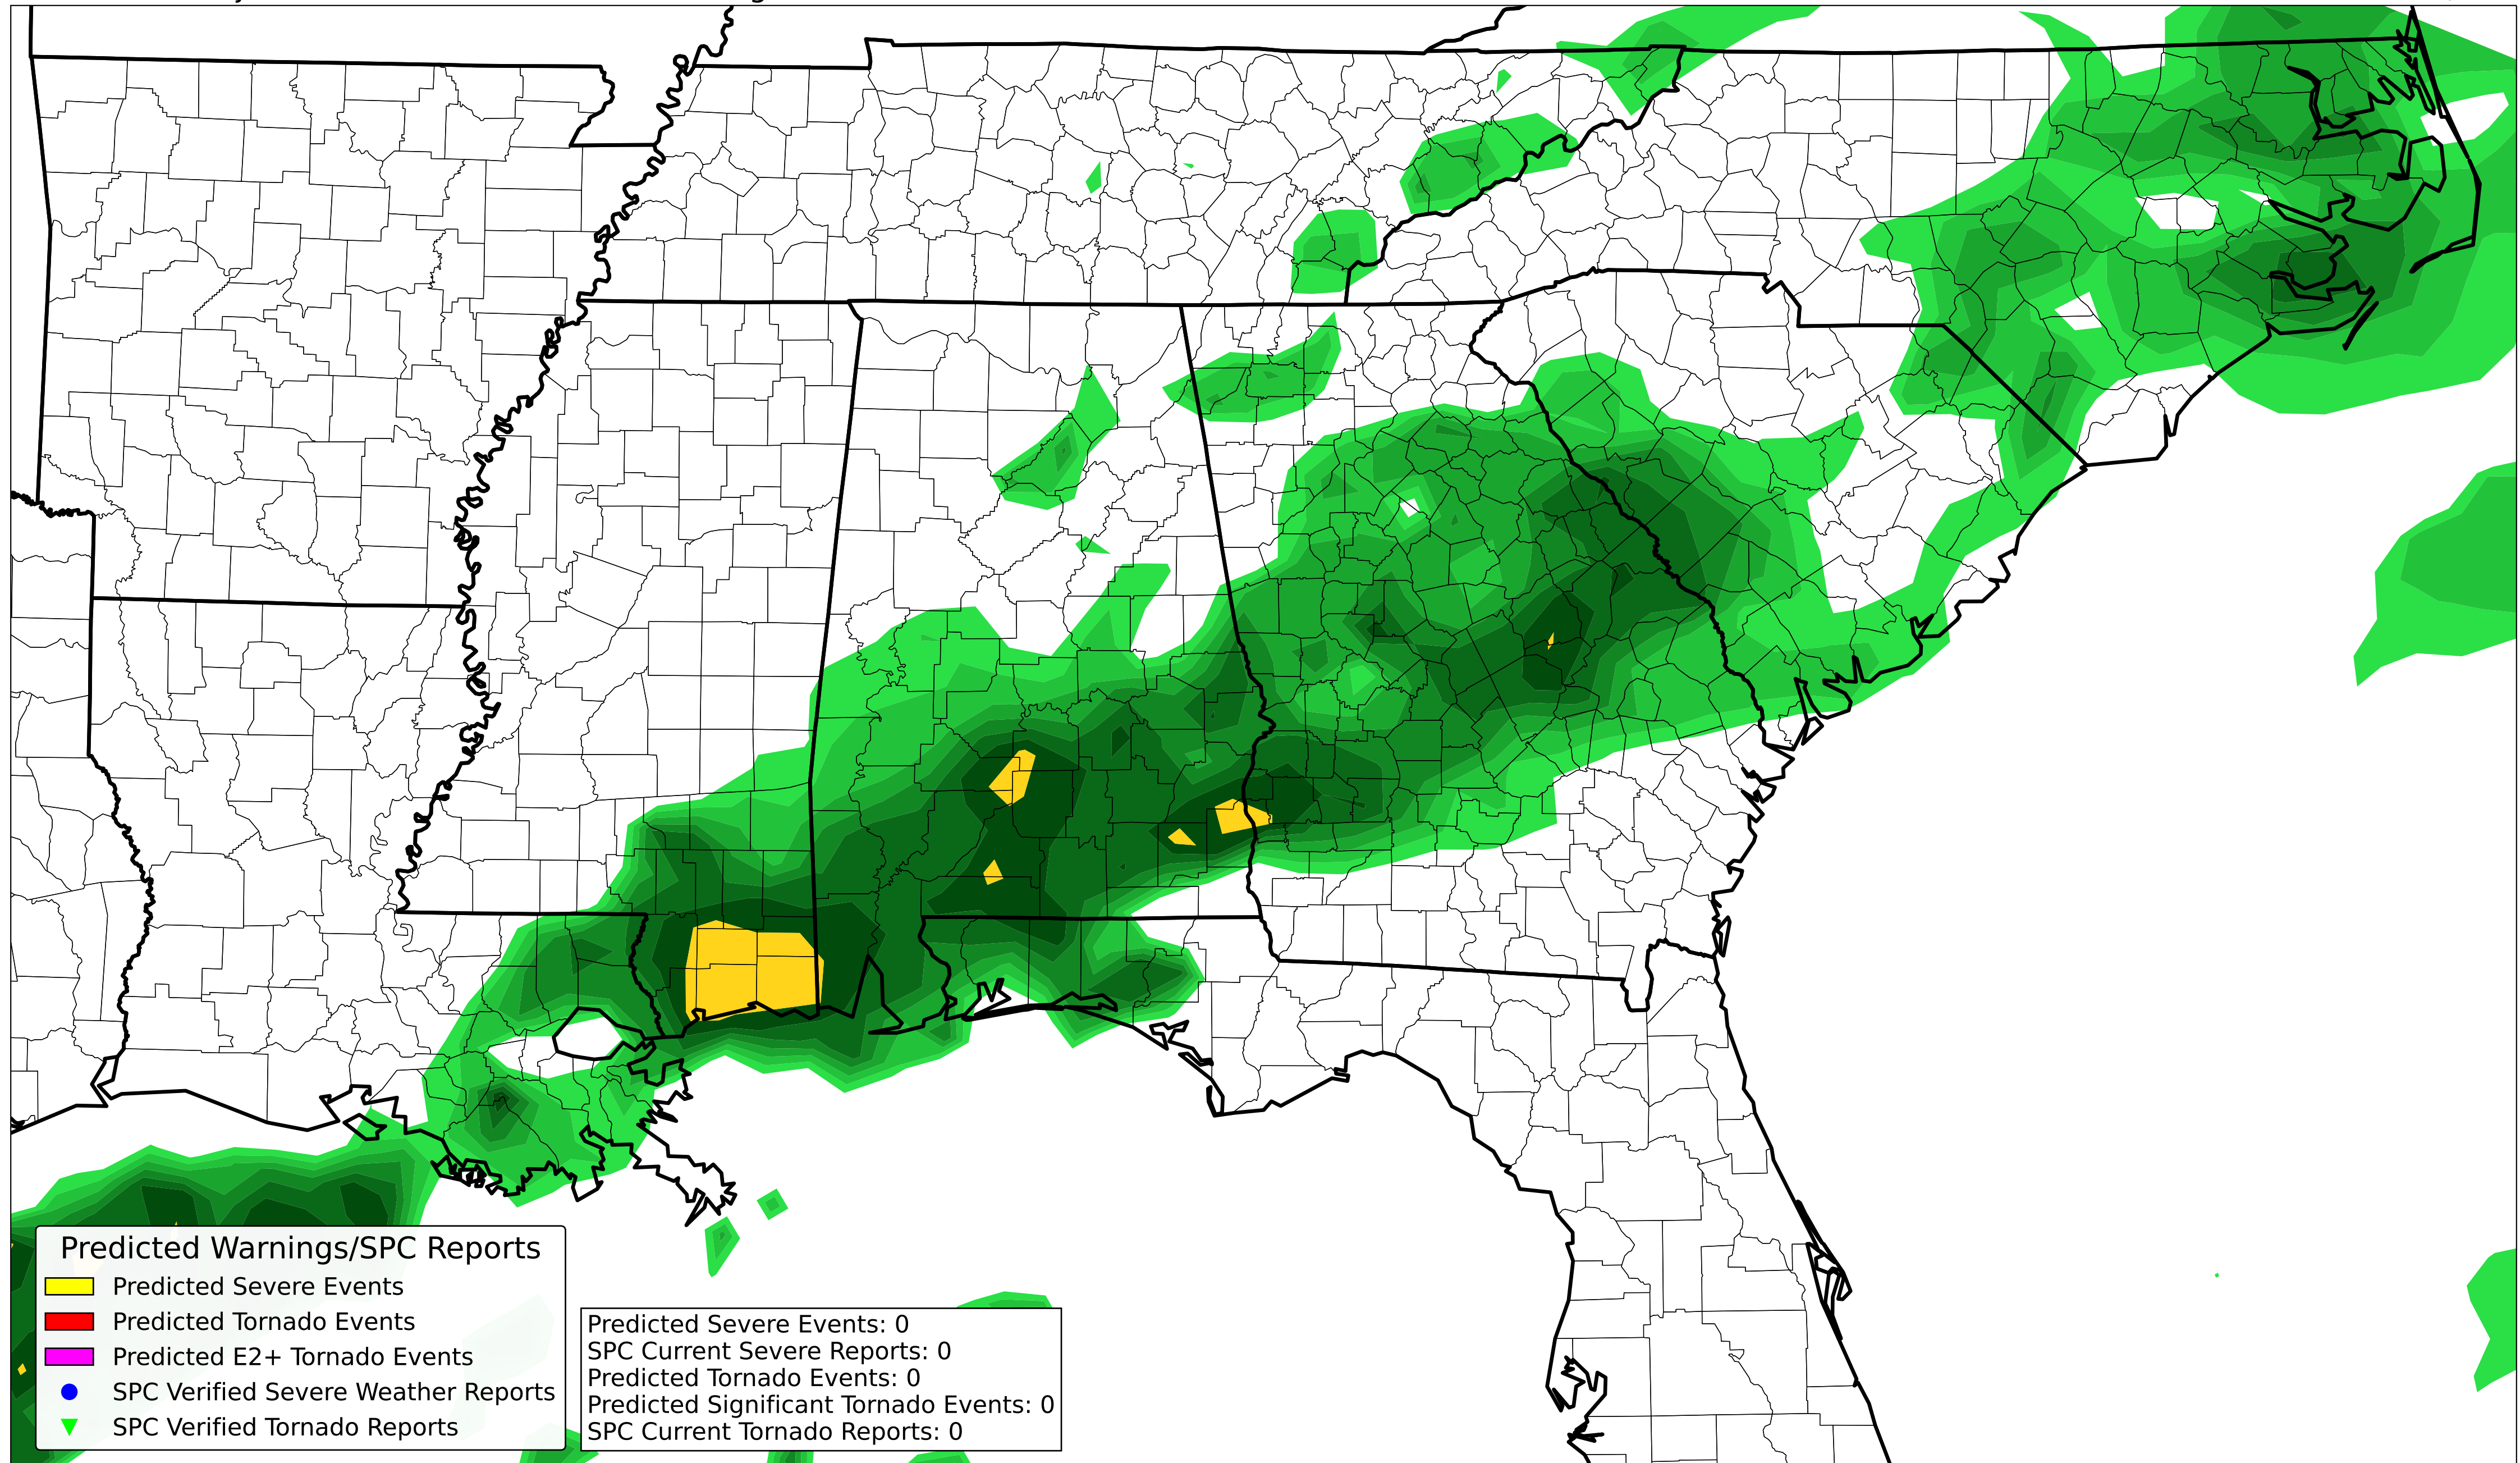 Predicted Warnings/SPC Reports
Predicted Severe Events
Predicted Tornado Events
Predicted E2+ Tornado Events
SPC Verified Severe Weather Reports
SPC Verified Tornado Reports
Predicted Severe Events: 0
SPC Current Severe Reports: 0
Predicted Tornado Events: 0
Predicted Significant Tornado Events: 0
SPC Current Tornado Reports: 0